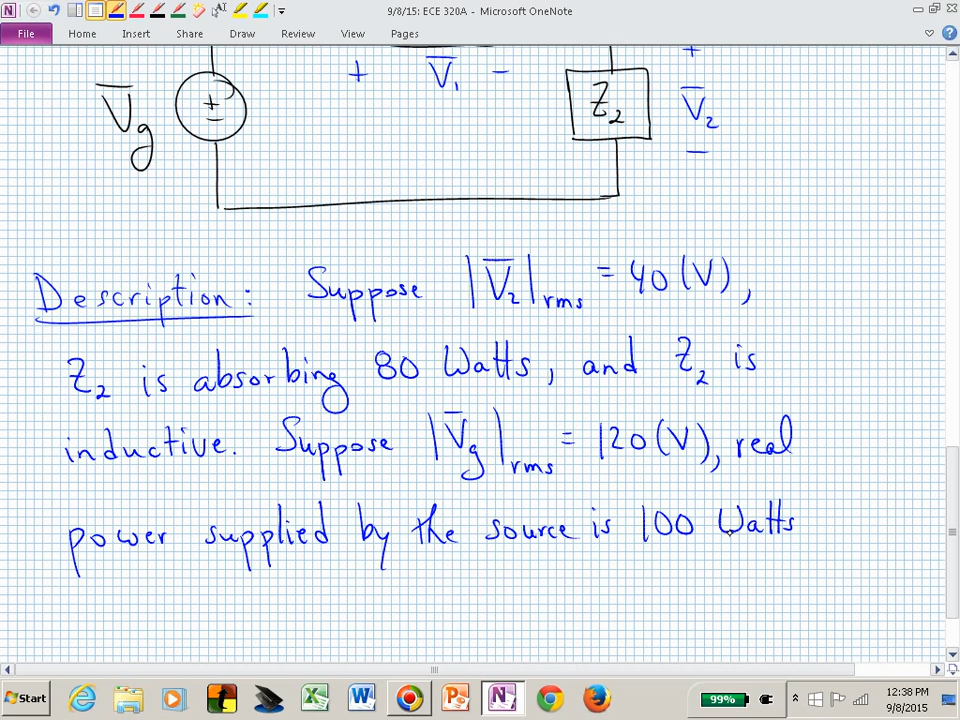 9/8/15: ECE 320A - Microsoft OneNote
File Home Insert Share Draw Review View Pages
V̅g
+
+ V̅1 −
Z2
+
V̅2
−
Description: Suppose |V̅2|rms = 40 (V),
Z2 is absorbing 80 Watts, and Z2 is
inductive. Suppose |V̅g|rms = 120 (V), real
power supplied by the source is 100 Watts
Start
99%
12:38 PM
9/8/2015